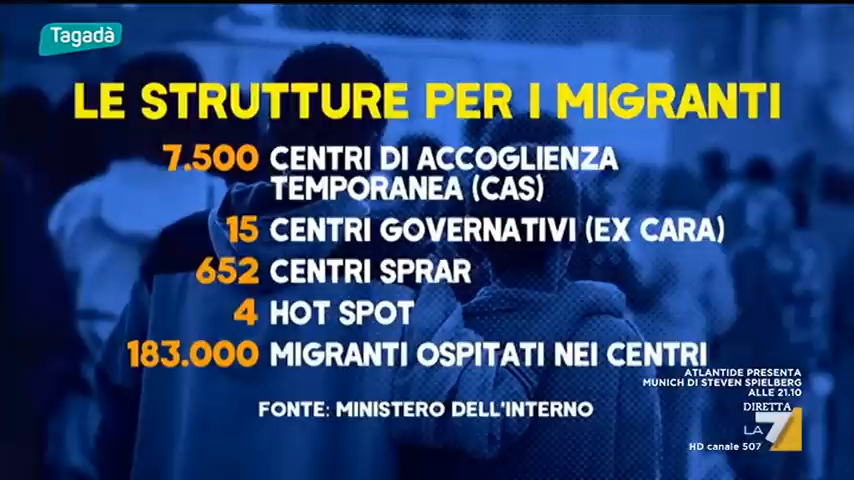 Tagadà
LE STRUTTURE PER I MIGRANTI
7.500 CENTRI DI ACCOGLIENZA
TEMPORANEA (CAS)
15 CENTRI GOVERNATIVI (EX CARA)
652 CENTRI SPRAR
4 HOT SPOT
183.000 MIGRANTI OSPITATI NEI CENTRI
FONTE: MINISTERO DELL'INTERNO
ATLANTIDE PRESENTA
MUNICH DI STEVEN SPIELBERG
ALLE 21.10
DIRETTA
LA7
HD canale 507